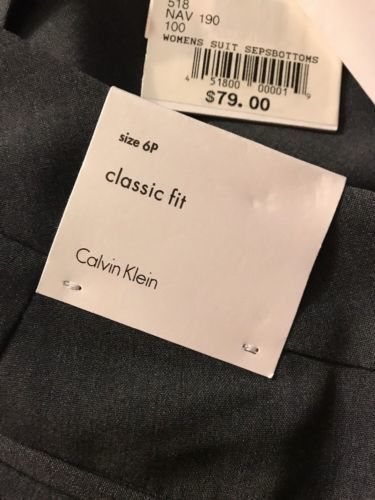 518
NAV 190
100
WOMENS SUIT SEPSBOTTOMS
4 51800 00001 9
$79.00
size 6P
classic fit
Calvin Klein